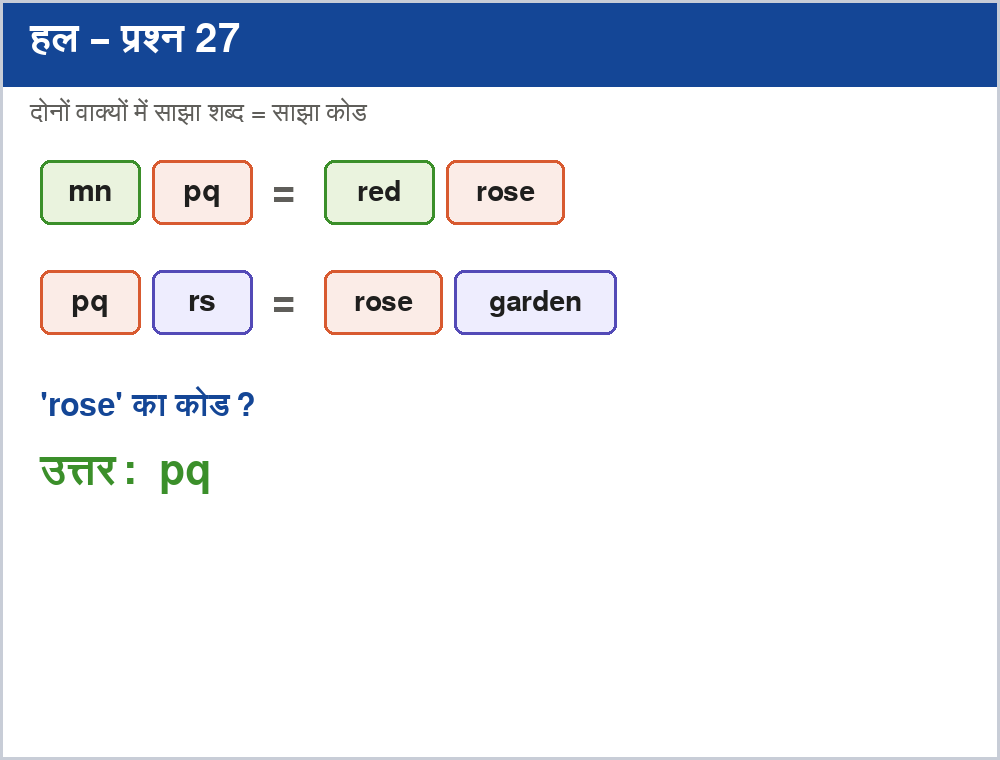 हल – प्रश्न 27
दोनों वाक्यों में साझा शब्द = साझा कोड
mn pq = red rose
pq rs = rose garden
'rose' का कोड ?
उत्तर : pq